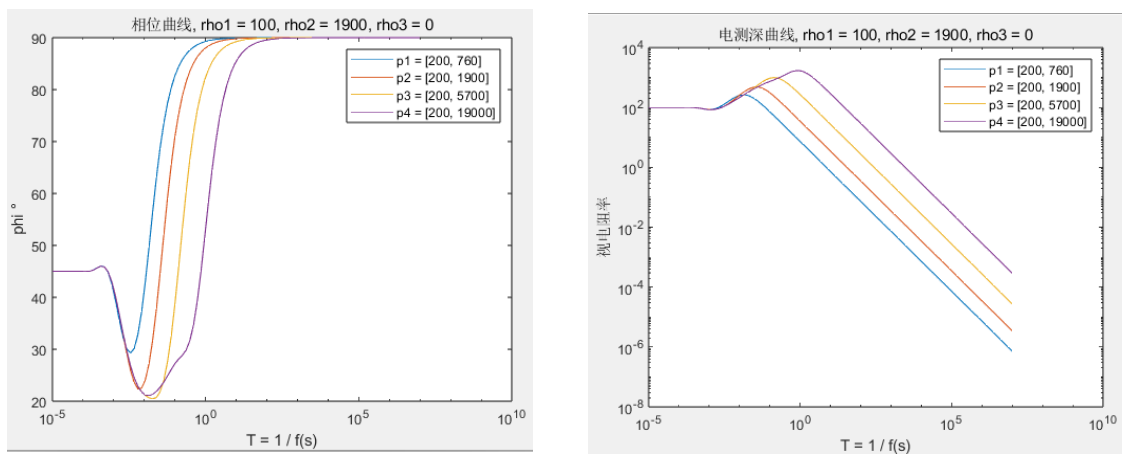 相位曲线, rho1 = 100, rho2 = 1900, rho3 = 0
90
80
70
60
50
40
30
20
phi °
p1 = [200, 760]
p2 = [200, 1900]
p3 = [200, 5700]
p4 = [200, 19000]
10^-5
10^0
10^5
10^10
T = 1 / f(s)
电测深曲线, rho1 = 100, rho2 = 1900, rho3 = 0
10^4
10^2
10^0
10^-2
10^-4
10^-6
10^-8
视电阻率
p1 = [200, 760]
p2 = [200, 1900]
p3 = [200, 5700]
p4 = [200, 19000]
10^-5
10^0
10^5
10^10
T = 1 / f(s)